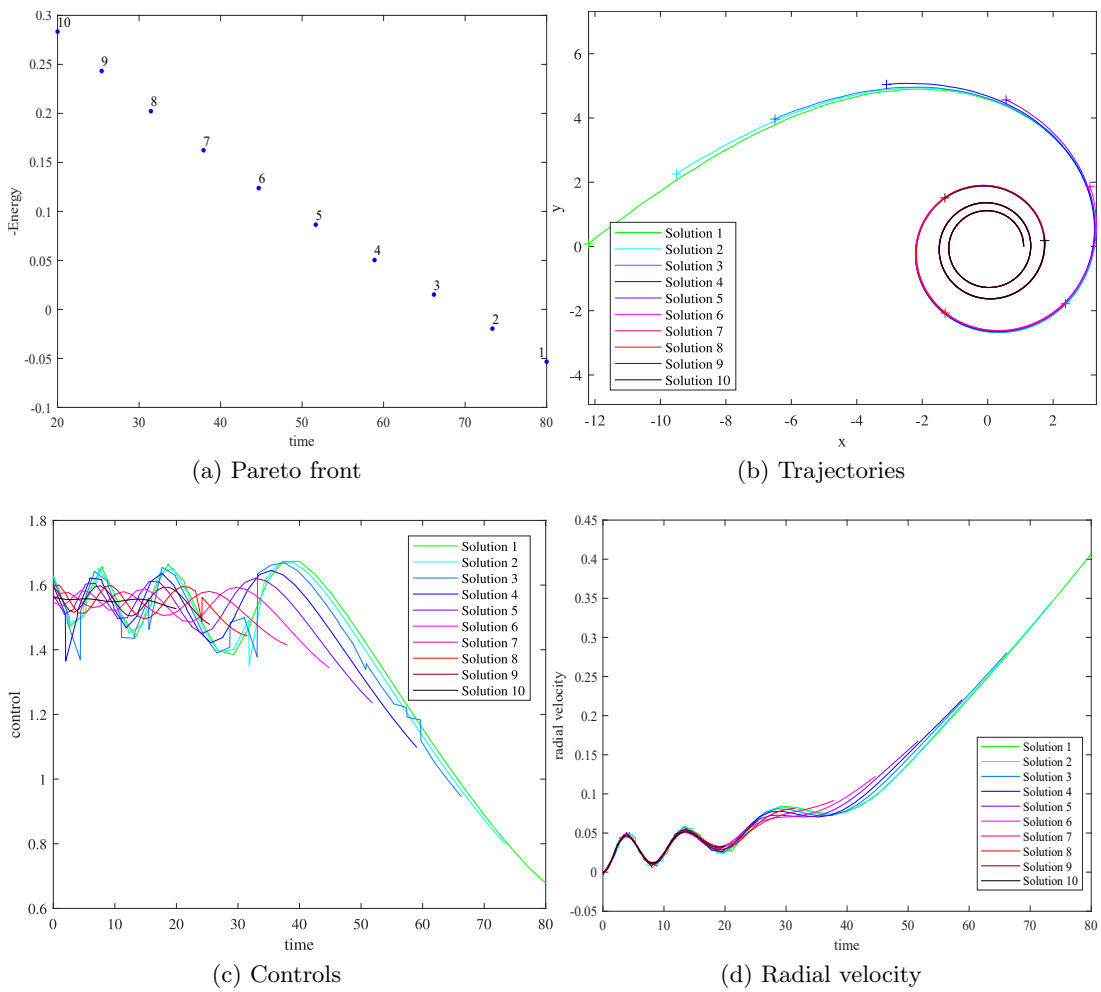 0.3
0.25
0.2
0.15
0.1
0.05
0
-0.05
-0.1
-Energy
20
30
40
50
60
70
80
time
10
9
8
7
6
5
4
3
2
1
(a) Pareto front
6
4
2
0
-2
-4
y
-12
-10
-8
-6
-4
-2
0
2
x
Solution 1
Solution 2
Solution 3
Solution 4
Solution 5
Solution 6
Solution 7
Solution 8
Solution 9
Solution 10
(b) Trajectories
1.8
1.6
1.4
1.2
1
0.8
0.6
control
0
10
20
30
40
50
60
70
80
time
Solution 1
Solution 2
Solution 3
Solution 4
Solution 5
Solution 6
Solution 7
Solution 8
Solution 9
Solution 10
(c) Controls
0.45
0.4
0.35
0.3
0.25
0.2
0.15
0.1
0.05
0
-0.05
radial velocity
0
10
20
30
40
50
60
70
80
time
Solution 1
Solution 2
Solution 3
Solution 4
Solution 5
Solution 6
Solution 7
Solution 8
Solution 9
Solution 10
(d) Radial velocity